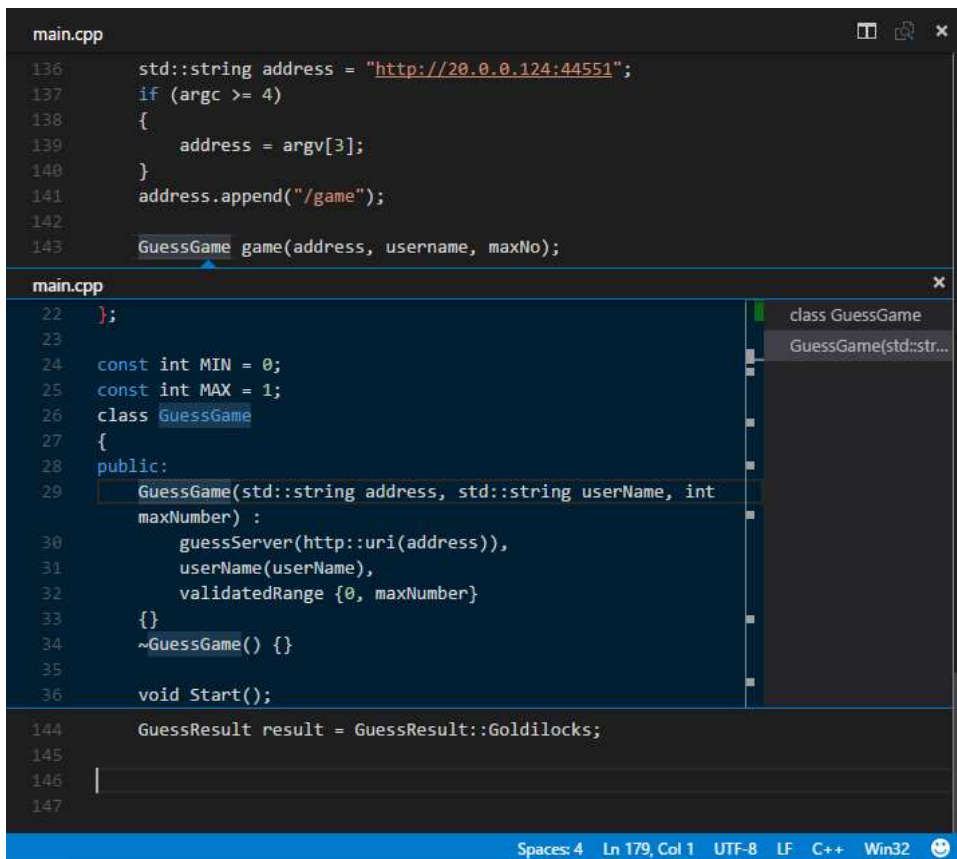 main.cpp
136 std::string address = "http://20.0.0.124:44551";
137 if (argc >= 4)
138 {
139 address = argv[3];
140 }
141 address.append("/game");
142
143 GuessGame game(address, username, maxNo);
main.cpp
22 };
23
24 const int MIN = 0;
25 const int MAX = 1;
26 class GuessGame
27 {
28 public:
29 GuessGame(std::string address, std::string userName, int
maxNumber) :
30 guessServer(http::uri(address)),
31 userName(userName),
32 validatedRange {0, maxNumber}
33 {}
34 ~GuessGame() {}
35
36 void Start();
class GuessGame
GuessGame(std::str...
144 GuessResult result = GuessResult::Goldilocks;
145
146
147
Spaces: 4 Ln 179, Col 1 UTF-8 LF C++ Win32